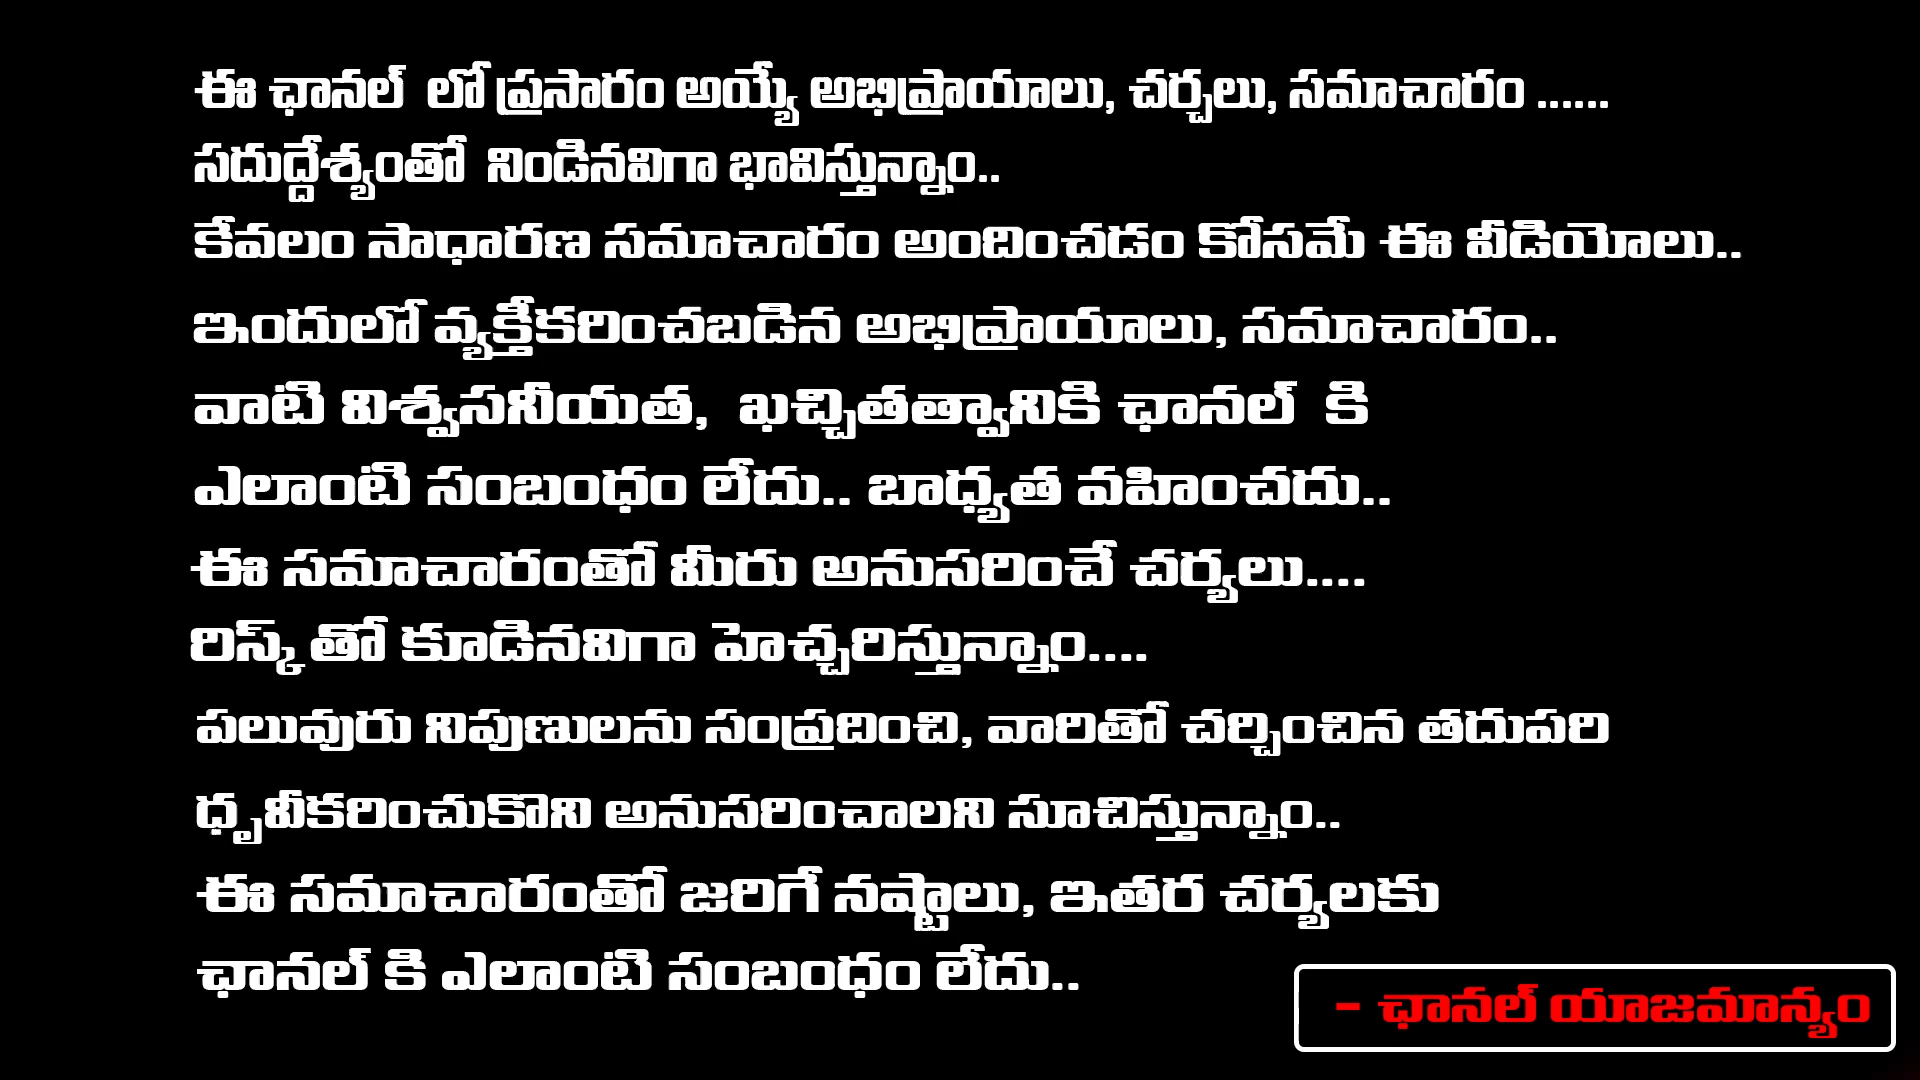 ఈ ఛానల్ లో ప్రసారం అయ్యే అభిప్రాయాలు, చర్చలు, సమాచారం ......
సదుద్దేశ్యంతో నిండినవిగా భావిస్తున్నాం..
కేవలం సాధారణ సమాచారం అందించడం కోసమే ఈ వీడియోలు..
ఇందులో వ్యక్తీకరించబడిన అభిప్రాయాలు, సమాచారం..
వాటి విశ్వసనీయత, ఖచ్చితత్వానికి ఛానల్ కి
ఎలాంటి సంబంధం లేదు.. బాధ్యత వహించదు..
ఈ సమాచారంతో మీరు అనుసరించే చర్యలు....
రిస్క్ తో కూడినవిగా హెచ్చరిస్తున్నాం....
పలువురు నిపుణులను సంప్రదించి, వారితో చర్చించిన తదుపరి
ధృవీకరించుకొని అనుసరించాలని సూచిస్తున్నాం..
ఈ సమాచారంతో జరిగే నష్టాలు, ఇతర చర్యలకు
ఛానల్ కి ఎలాంటి సంబంధం లేదు..
- ఛానల్ యాజమాన్యం